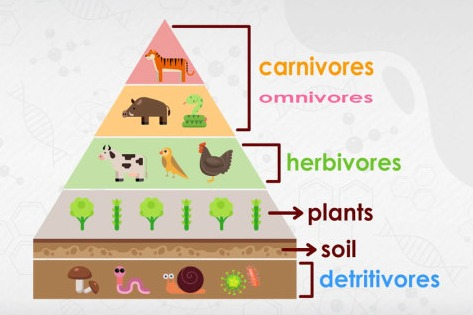 carnivores
omnivores
herbivores
plants
soil
detritivores